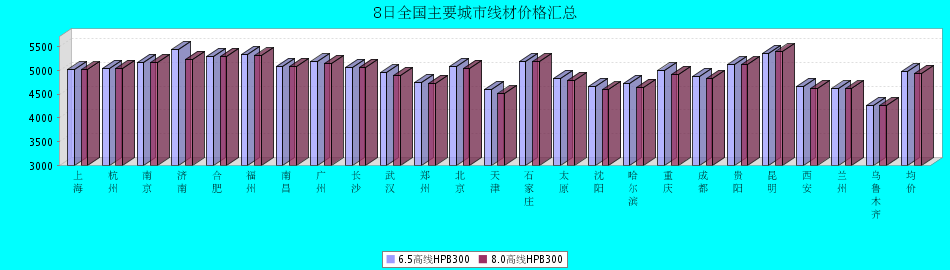 8日全国主要城市线材价格汇总
5500
5000
4500
4000
3500
3000
上海
杭州
南京
济南
合肥
福州
南昌
广州
长沙
武汉
郑州
北京
天津
石家庄
太原
沈阳
哈尔滨
重庆
成都
贵阳
昆明
西安
兰州
乌鲁木齐
均价
6.5高线HPB300
8.0高线HPB300